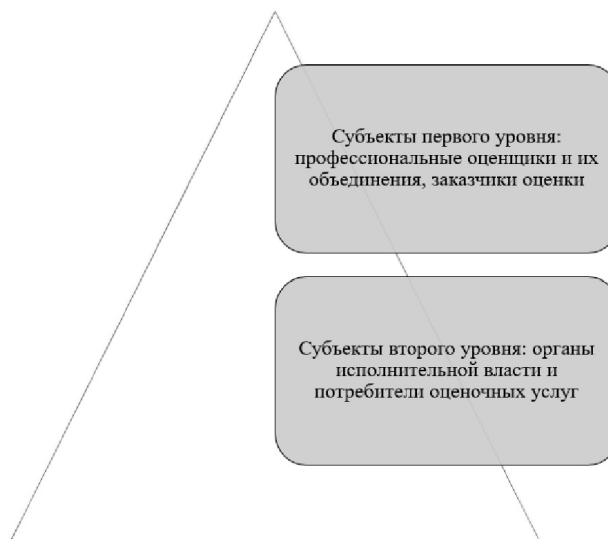 Субъекты первого уровня:
профессиональные оценщики и их
объединения, заказчики оценки
Субъекты второго уровня: органы
исполнительной власти и
потребители оценочных услуг